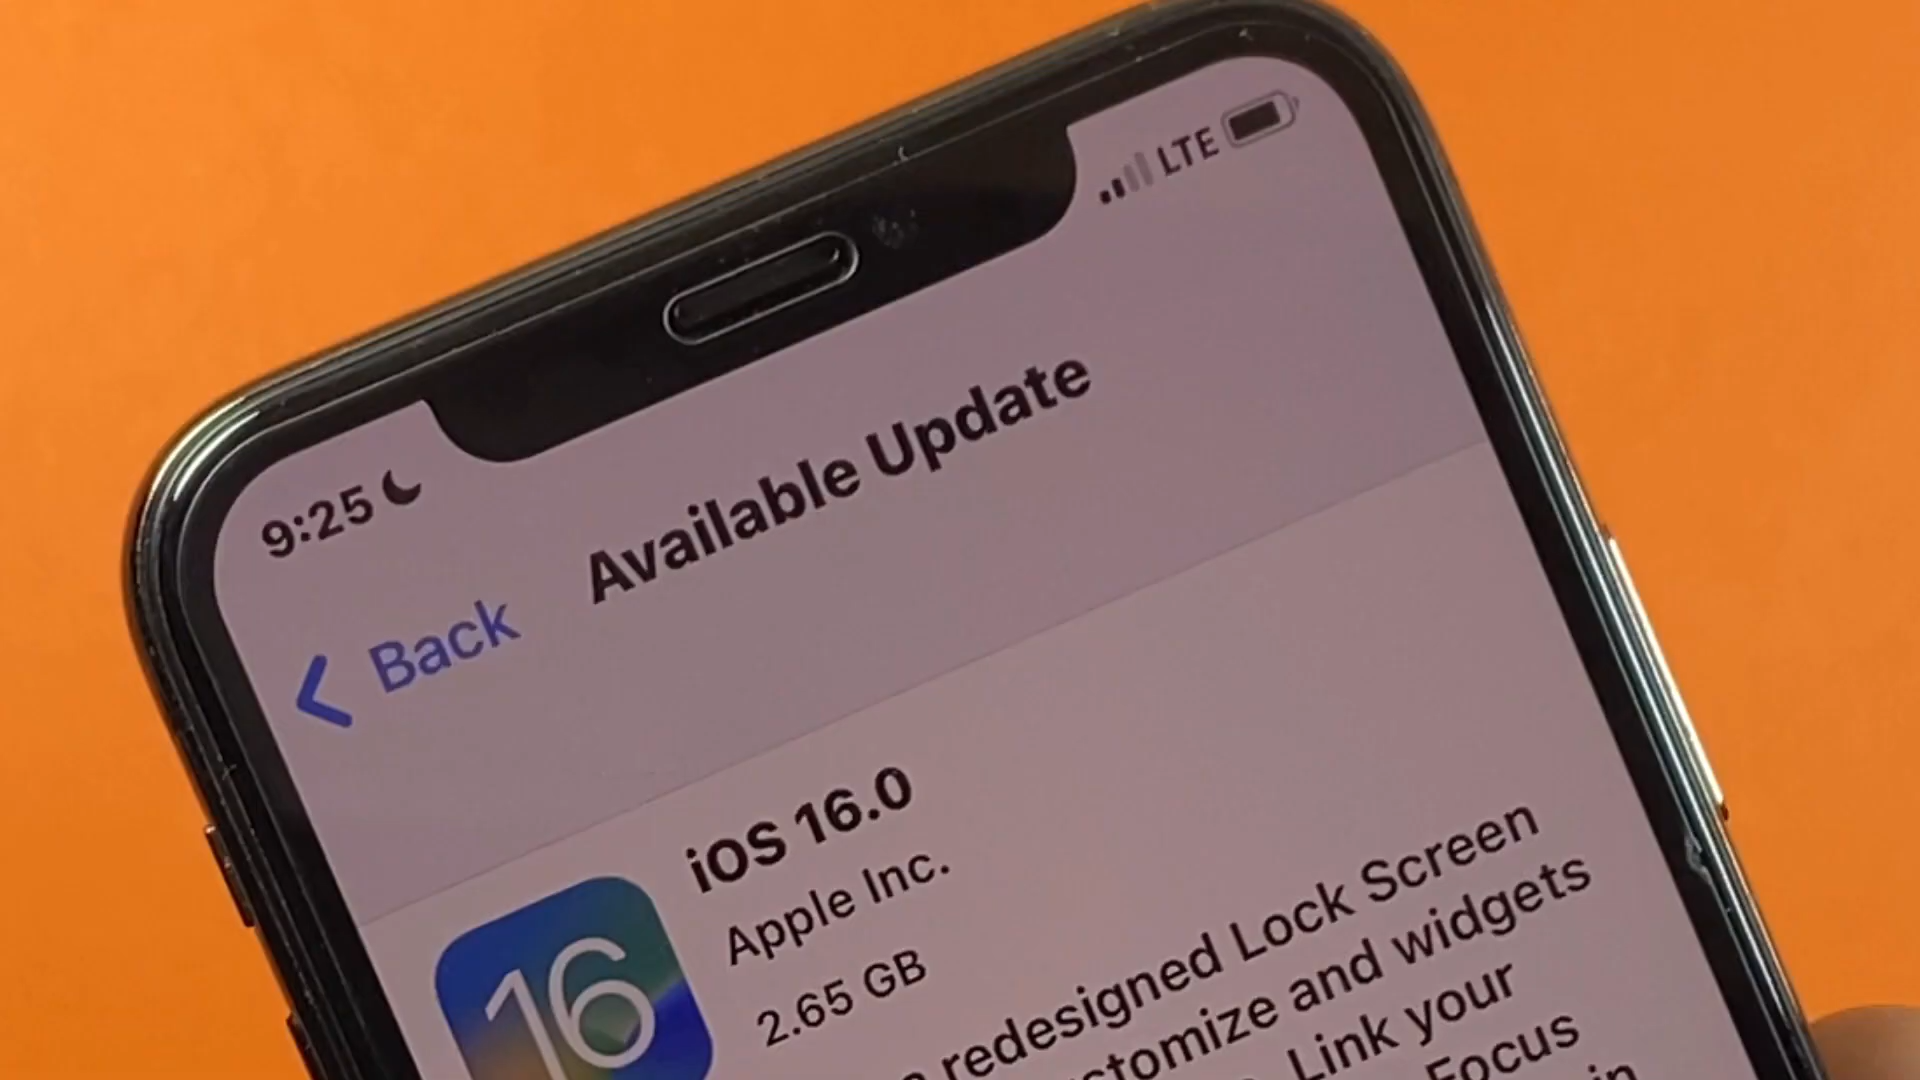 9:25
LTE
Back
Available Update
iOS 16.0
Apple Inc.
2.65 GB
16
redesigned Lock Screen
and widgets
Link your
Focus
in